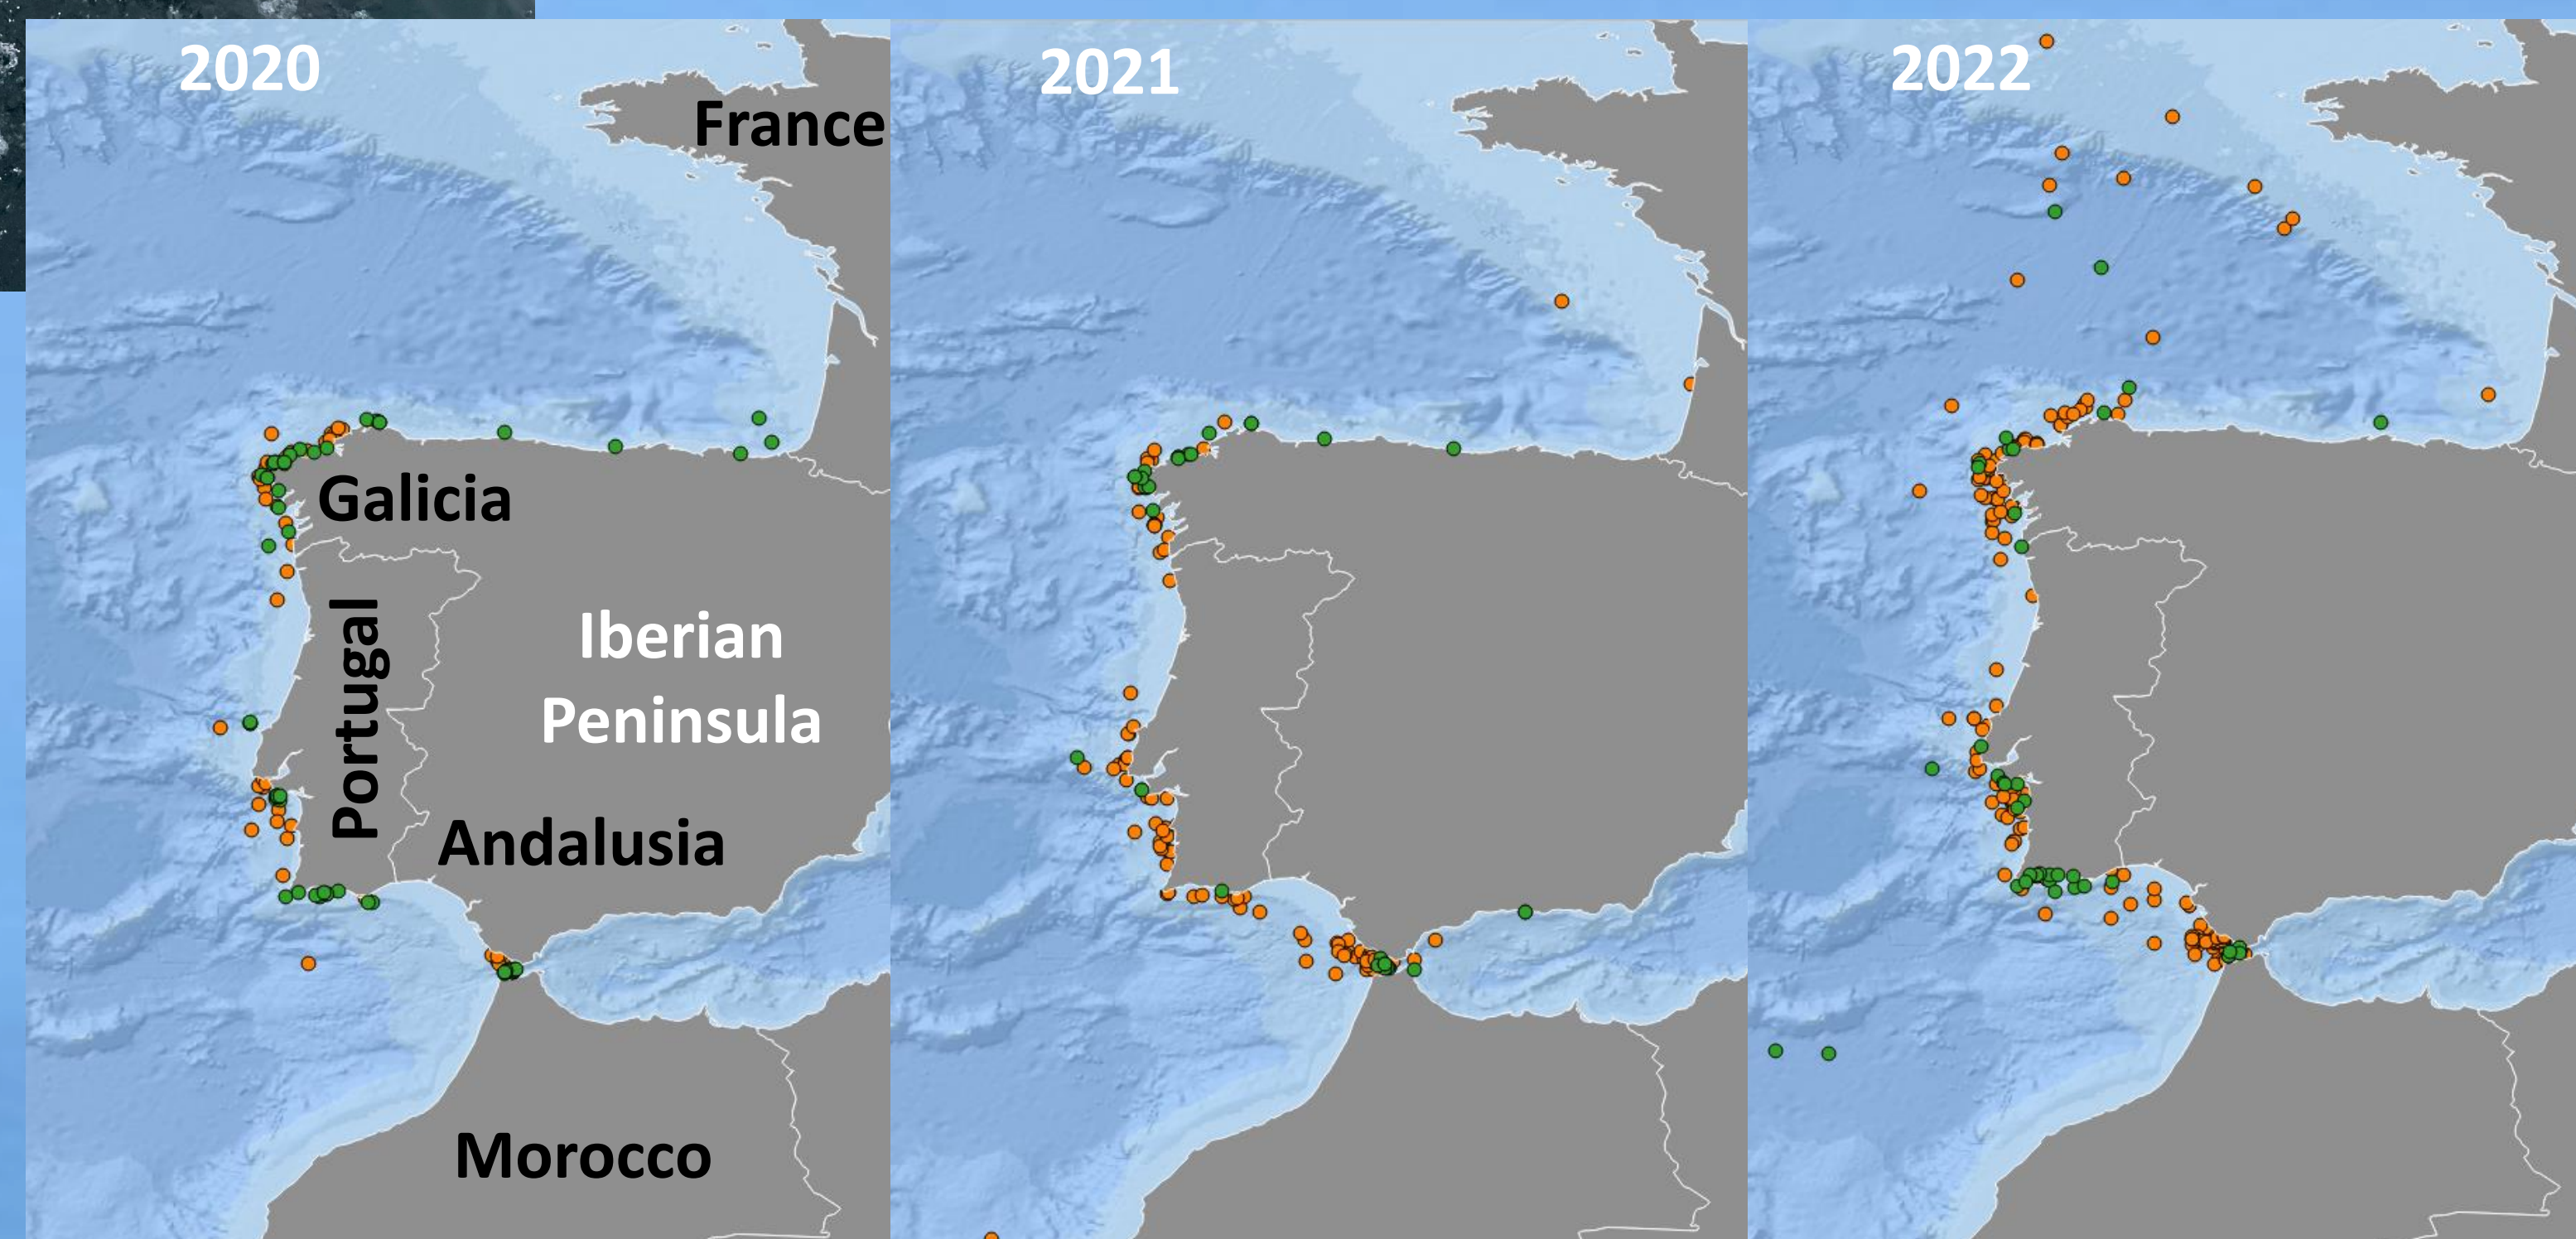 2020
2021
2022
France
Galicia
Portugal
Iberian
Peninsula
Andalusia
Morocco